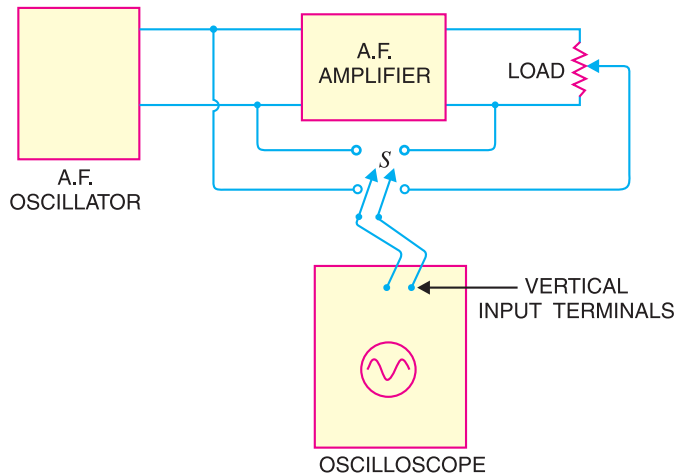 A.F.
AMPLIFIER
LOAD
S
A.F.
OSCILLATOR
VERTICAL
INPUT TERMINALS
OSCILLOSCOPE